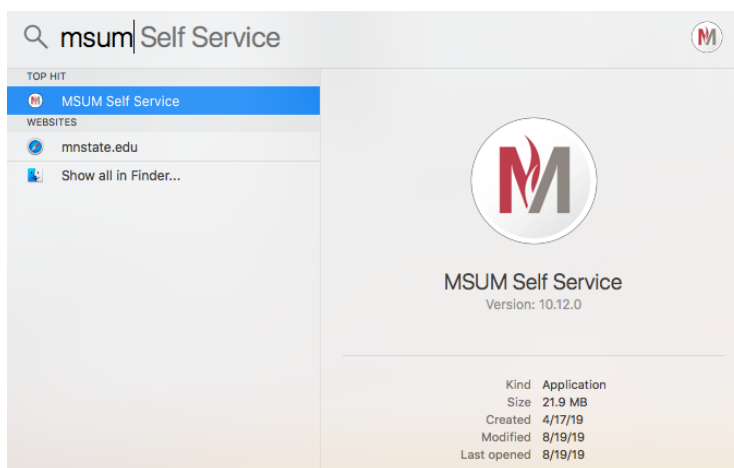 msum Self Service
TOP HIT
MSUM Self Service
WEBSITES
mnstate.edu
Show all in Finder...
M
MSUM Self Service
Version: 10.12.0
Kind Application
Size 21.9 MB
Created 4/17/19
Modified 8/19/19
Last opened 8/19/19